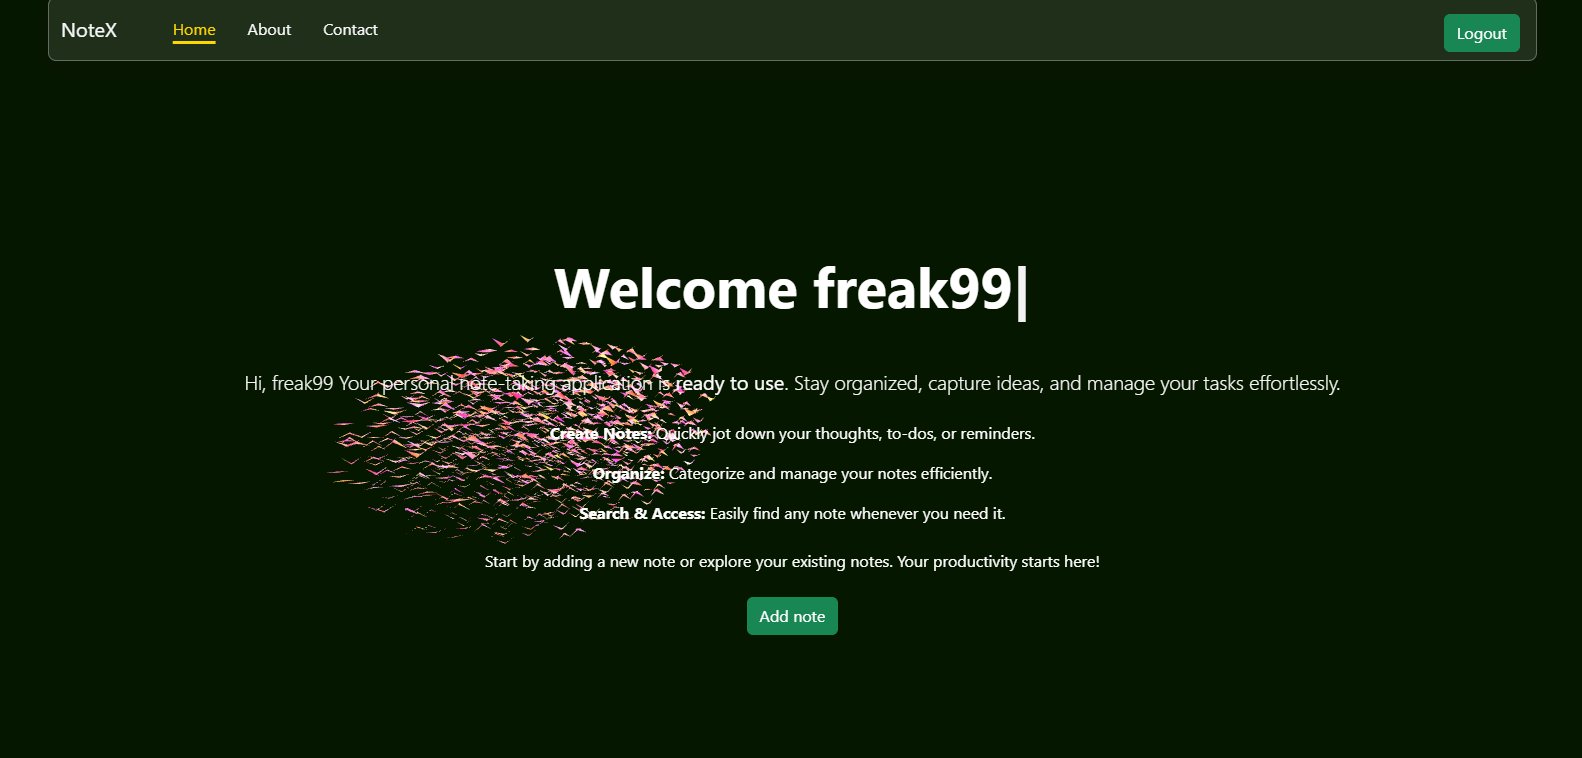 NoteX Home About Contact Logout
Welcome freak99|
Hi, freak99 Your personal note-taking application is ready to use. Stay organized, capture ideas, and manage your tasks effortlessly.
Create Notes: Quickly jot down your thoughts, to-dos, or reminders.
Organize: Categorize and manage your notes efficiently.
Search & Access: Easily find any note whenever you need it.
Start by adding a new note or explore your existing notes. Your productivity starts here!
Add note